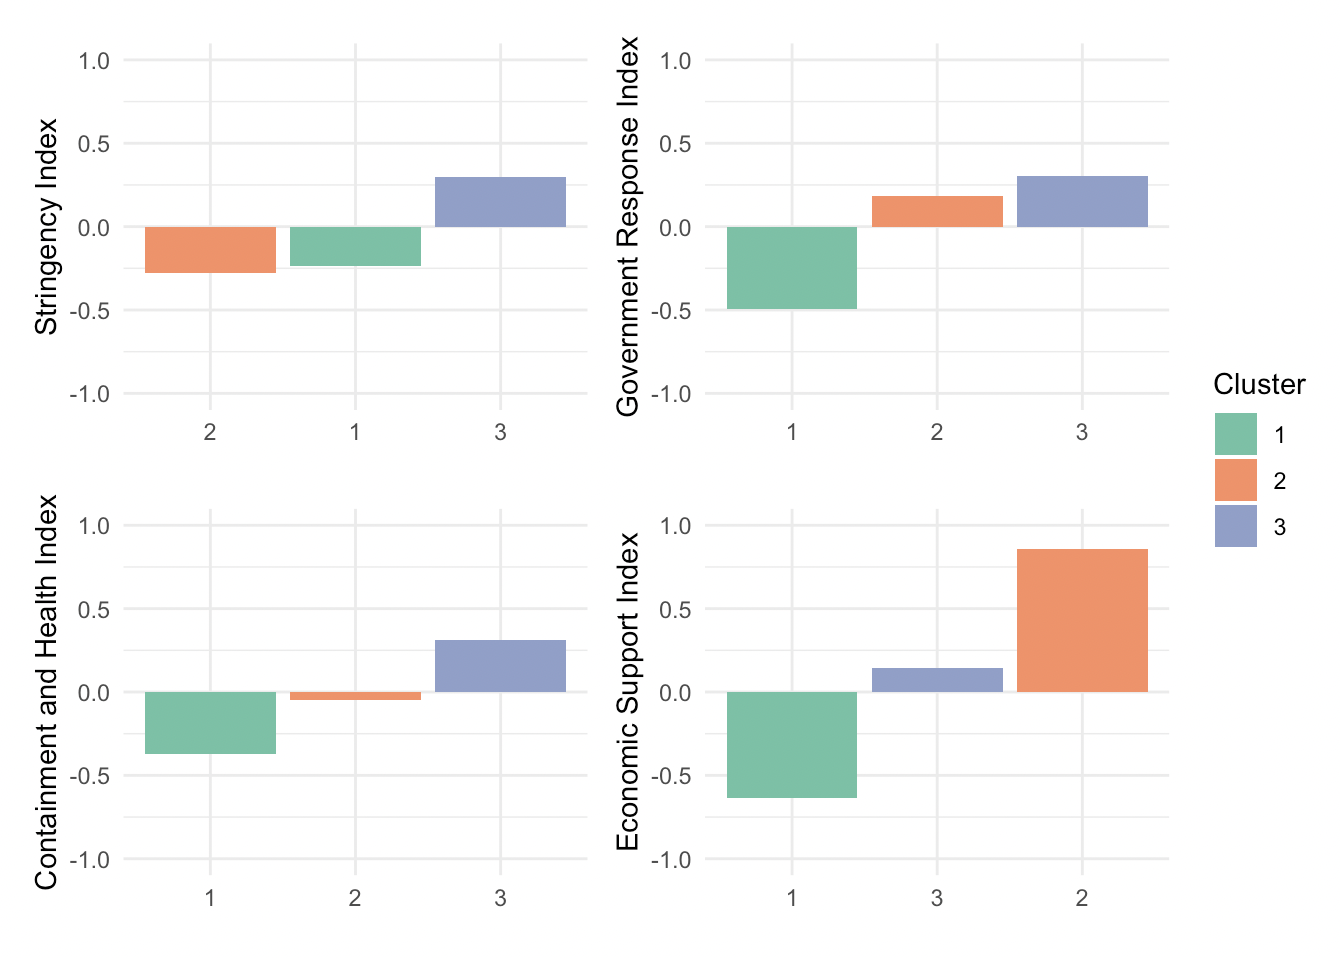 Stringency Index
1.0
0.5
0.0
-0.5
-1.0
2 1 3
Government Response Index
1.0
0.5
0.0
-0.5
-1.0
1 2 3
Containment and Health Index
1.0
0.5
0.0
-0.5
-1.0
1 2 3
Economic Support Index
1.0
0.5
0.0
-0.5
-1.0
1 3 2
Cluster
1
2
3